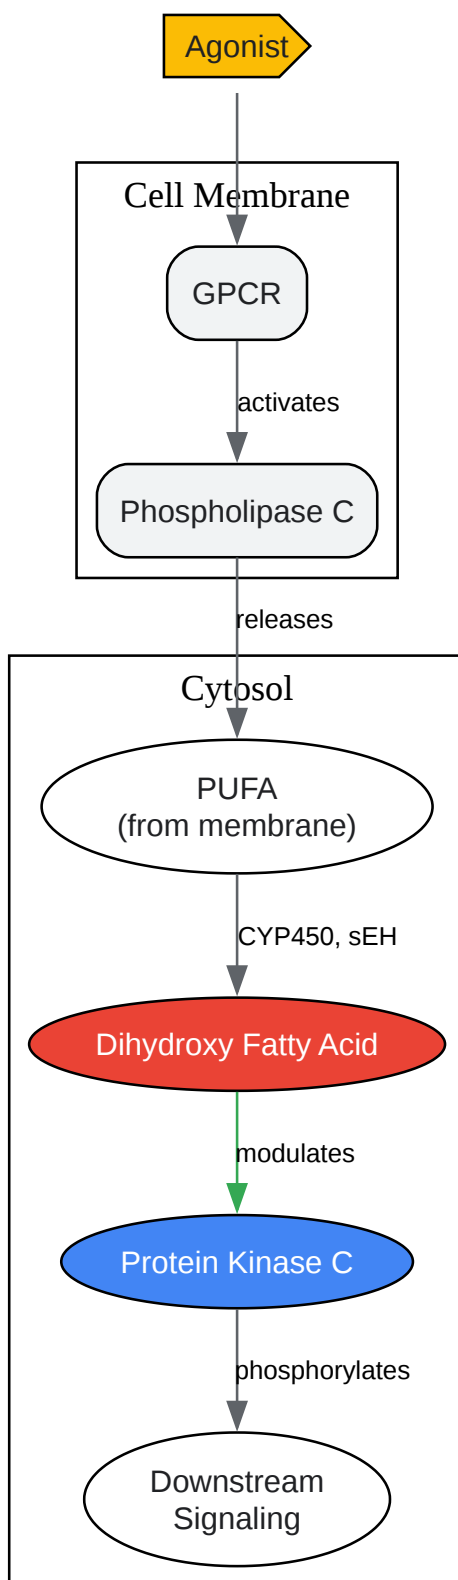 Agonist
Cell Membrane
GPCR
activates
Phospholipase C
releases
Cytosol
PUFA
(from membrane)
CYP450, sEH
Dihydroxy Fatty Acid
modulates
Protein Kinase C
phosphorylates
Downstream
Signaling